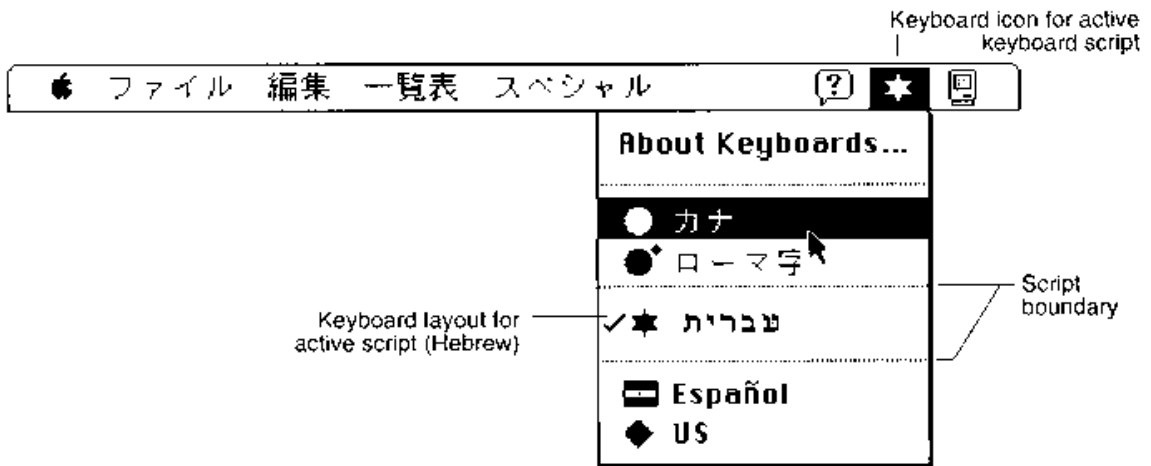 Keyboard icon for active
keyboard script
ファイル 編集 一覧表 スペシャル
?
About Keyboards...
カナ
ローマ字
Script
boundary
Keyboard layout for
active script (Hebrew)
עברית
Español
US